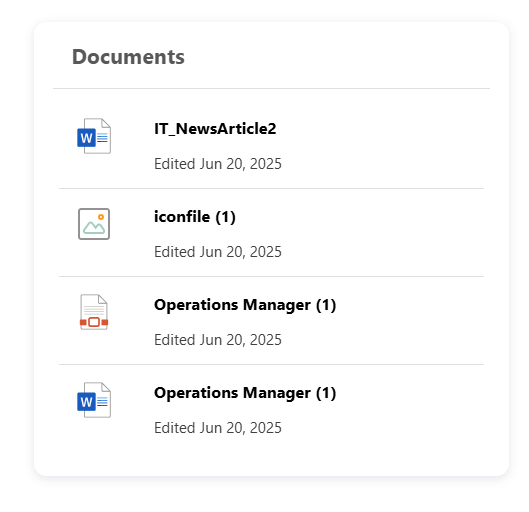 Documents
IT_NewsArticle2
Edited Jun 20, 2025
iconfile (1)
Edited Jun 20, 2025
Operations Manager (1)
Edited Jun 20, 2025
W
Operations Manager (1)
Edited Jun 20, 2025